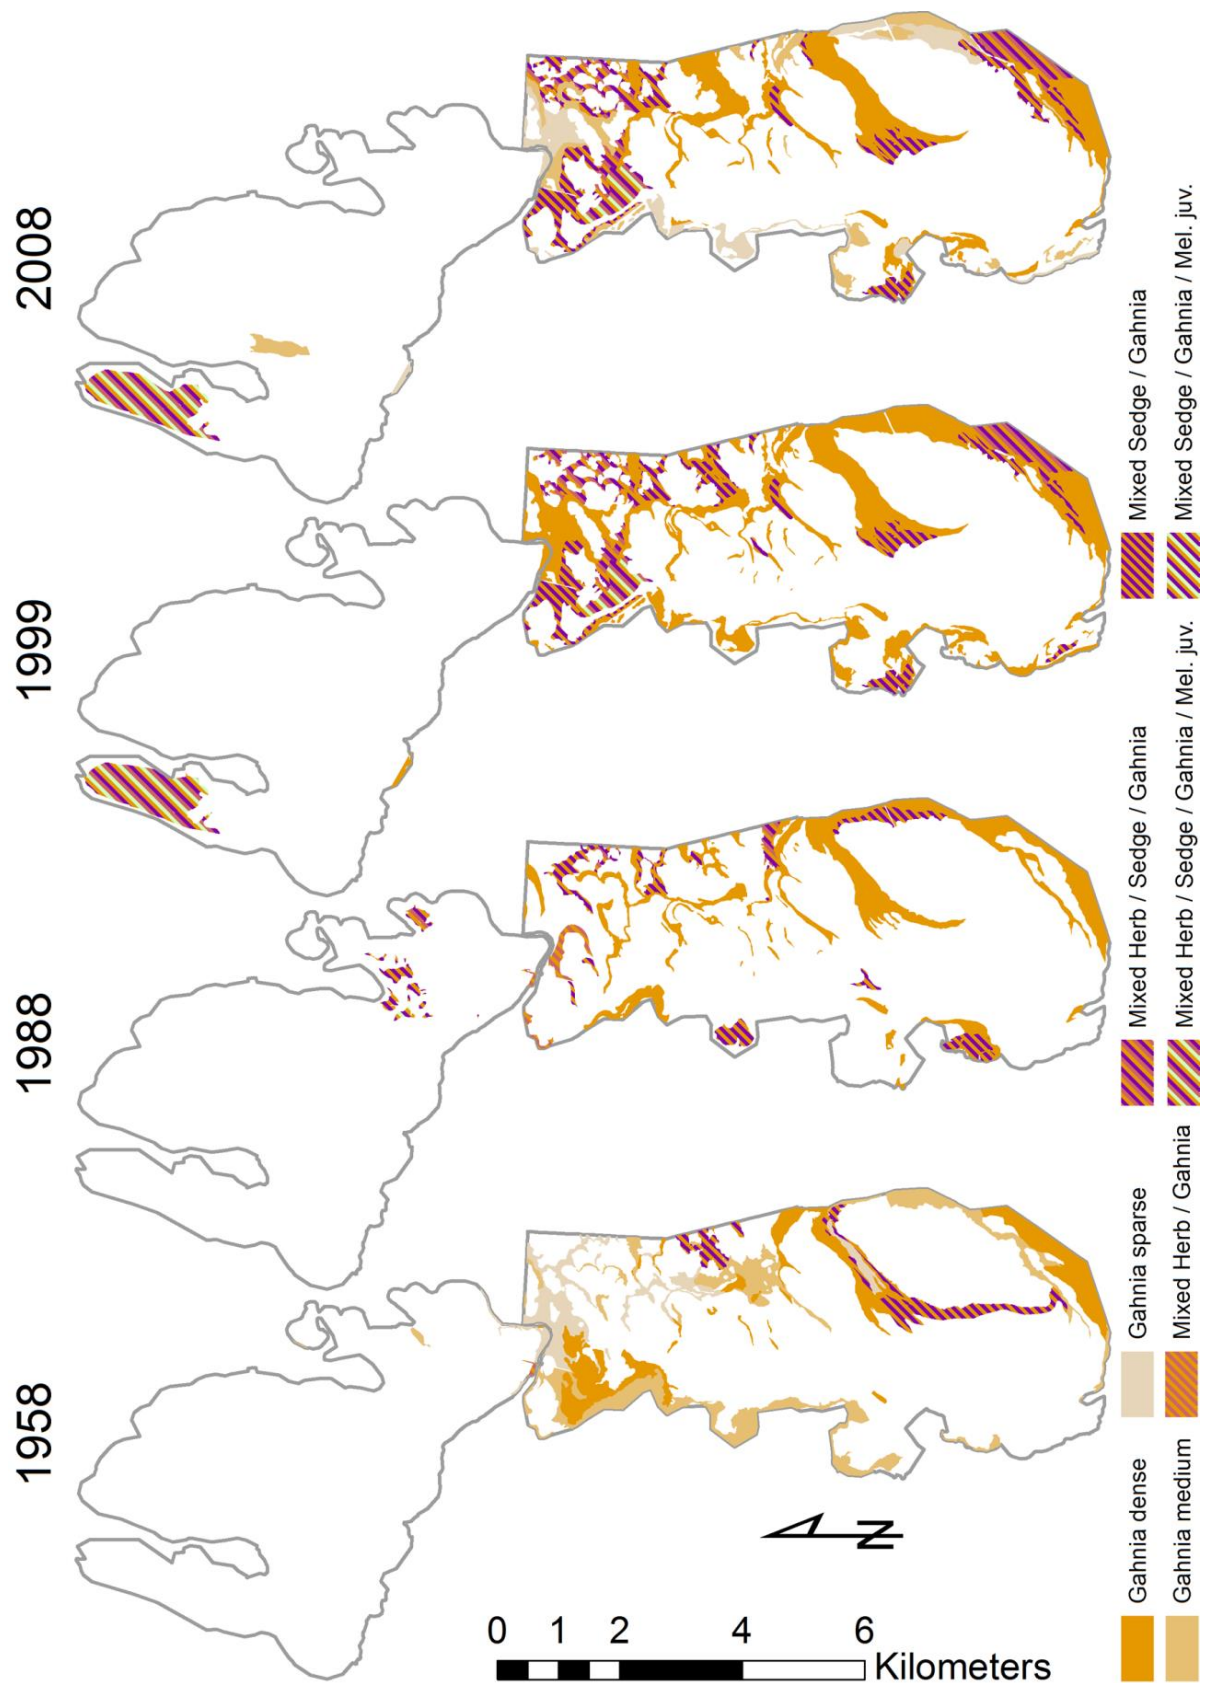 1958
1988
1999
2008
N
0 1 2 4 6
Kilometers
Gahnia dense
Gahnia medium
Gahnia sparse
Mixed Herb / Gahnia
Mixed Herb / Sedge / Gahnia
Mixed Herb / Sedge / Gahnia / Mel. juv.
Mixed Sedge / Gahnia
Mixed Sedge / Gahnia / Mel. juv.